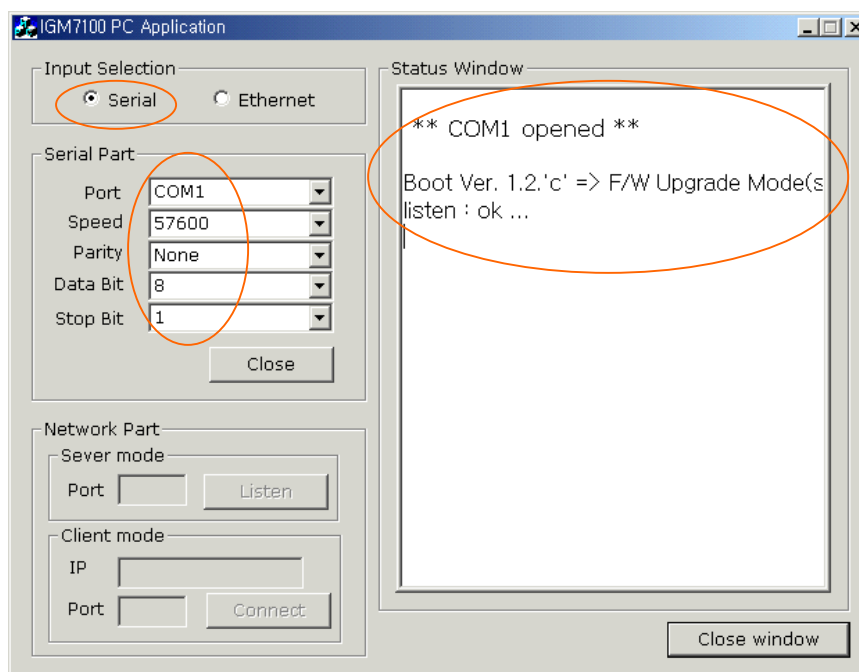 IGM7100 PC Application
Input Selection
Serial
Ethernet
Serial Part
Port COM1
Speed 57600
Parity None
Data Bit 8
Stop Bit 1
Close
Network Part
Sever mode
Port
Listen
Client mode
IP
Port
Connect
Status Window
** COM1 opened **
Boot Ver. 1.2.'c' => F/W Upgrade Mode(s
listen : ok ...
Close window